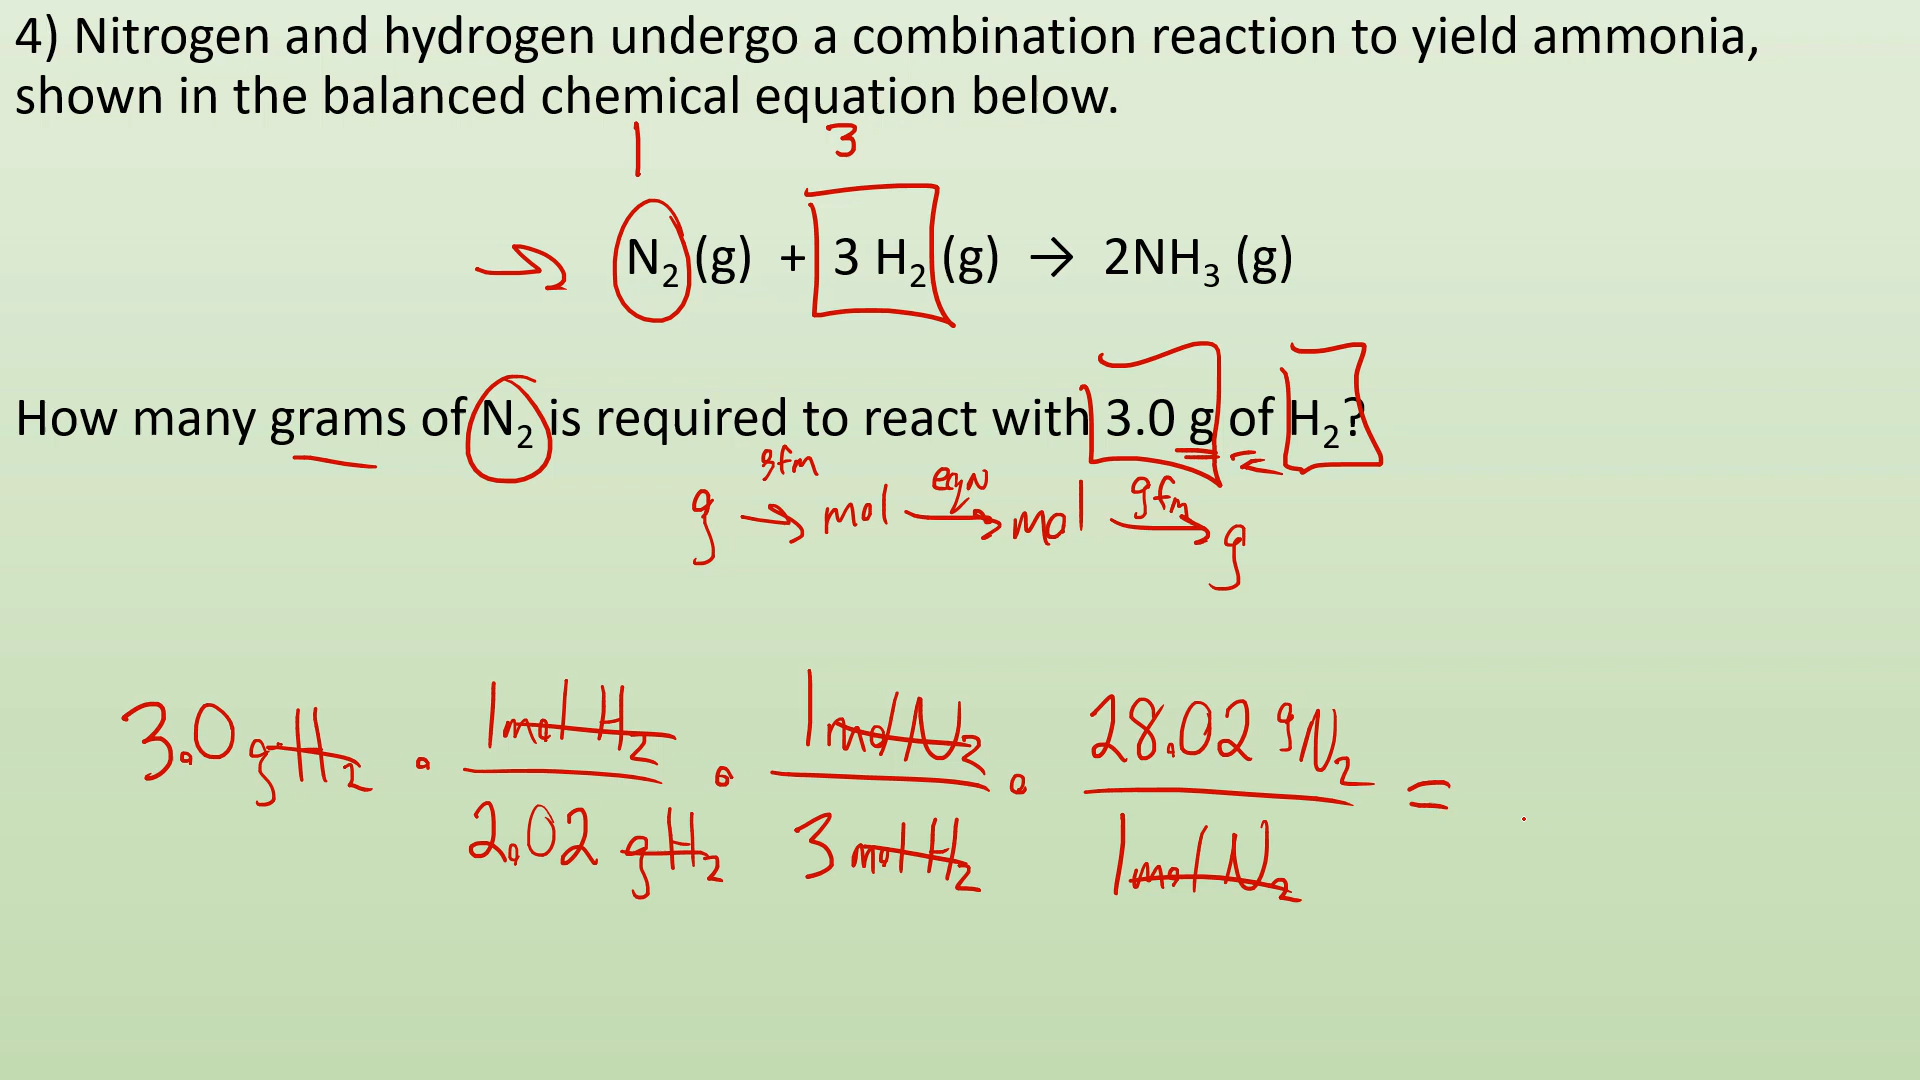 4) Nitrogen and hydrogen undergo a combination reaction to yield ammonia,
shown in the balanced chemical equation below.
1 3
N₂ (g) + 3 H₂ (g) → 2NH₃ (g)
How many grams of N₂ is required to react with 3.0 g of H₂?
gfm eqn gfm
g → mol → mol → g
1 mol H₂ 1 mol N₂ 28.02 g N₂
3.0 g H₂ · · · =
2.02 g H₂ 3 mol H₂ 1 mol N₂